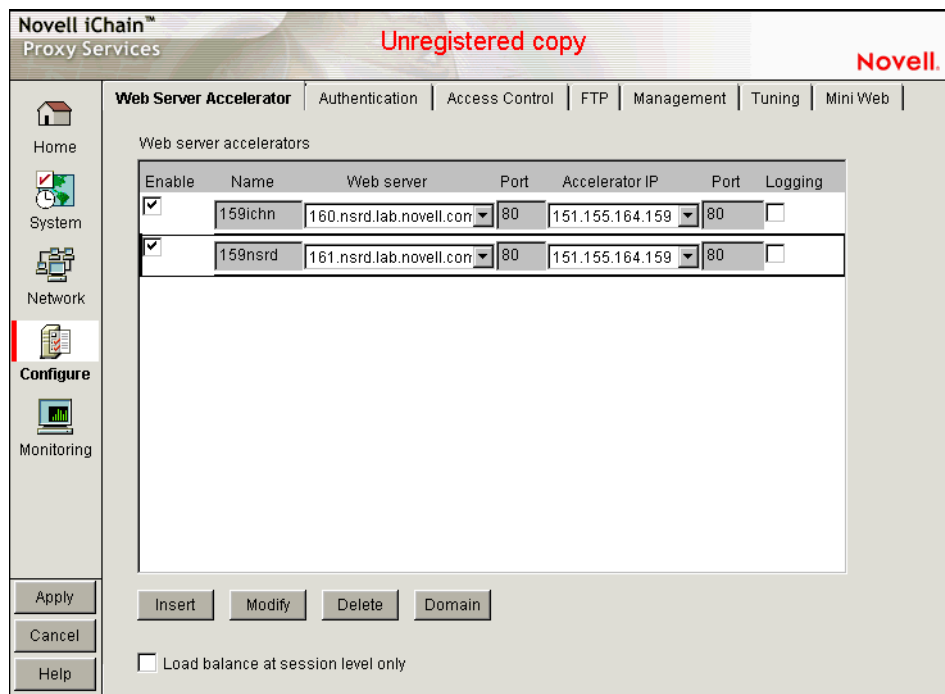 Novell iChain™
Proxy Services
Unregistered copy
Novell.
Web Server Accelerator Authentication Access Control FTP Management Tuning Mini Web
Home
System
Network
Configure
Monitoring
Web server accelerators
Enable Name Web server Port Accelerator IP Port Logging
159ichn 160.nsrd.lab.novell.com 80 151.155.164.159 80
159nsrd 161.nsrd.lab.novell.com 80 151.155.164.159 80
Insert Modify Delete Domain
Load balance at session level only
Apply
Cancel
Help